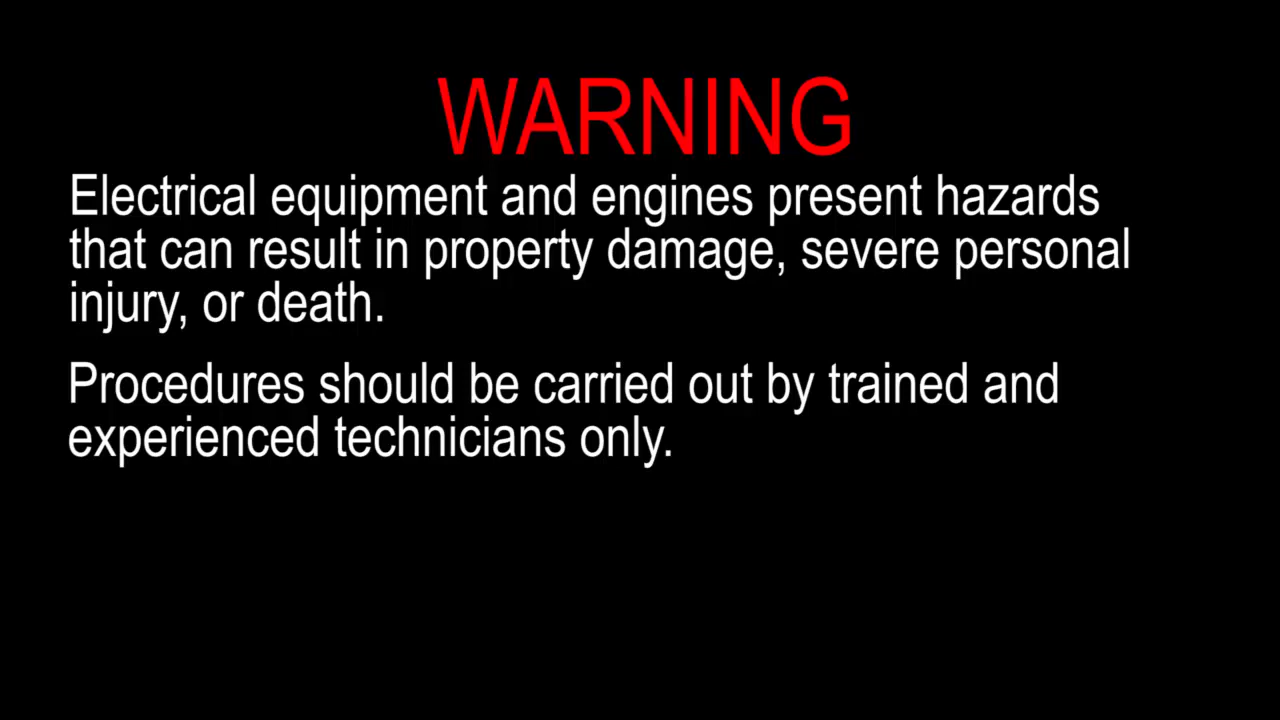 WARNING
Electrical equipment and engines present hazards
that can result in property damage, severe personal
injury, or death.
Procedures should be carried out by trained and
experienced technicians only.